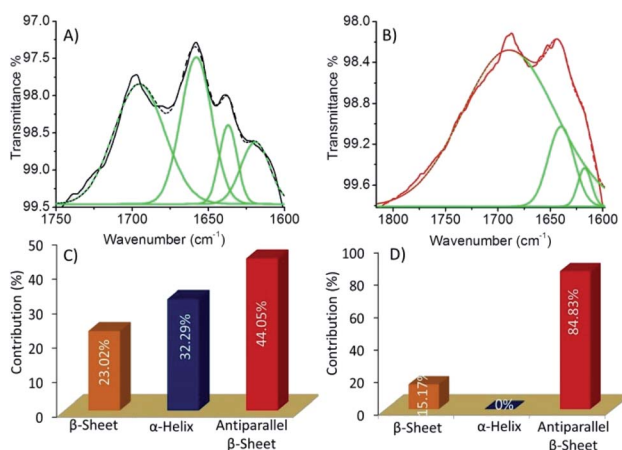 A)
Transmittance %
97.0
97.5
98.0
98.5
99.0
99.5
1750 1700 1650 1600
Wavenumber (cm⁻¹)
B)
Transmittance %
98.0
98.4
98.8
99.2
99.6
1800 1750 1700 1650 1600
Wavenumber (cm⁻¹)
C)
Contribution (%)
50
40
30
20
10
0
23.02%
32.29%
44.05%
β-Sheet α-Helix Antiparallel
β-Sheet
D)
Contribution (%)
100
80
60
40
20
0
15.17%
0%
84.83%
β-Sheet α-Helix Antiparallel
β-Sheet